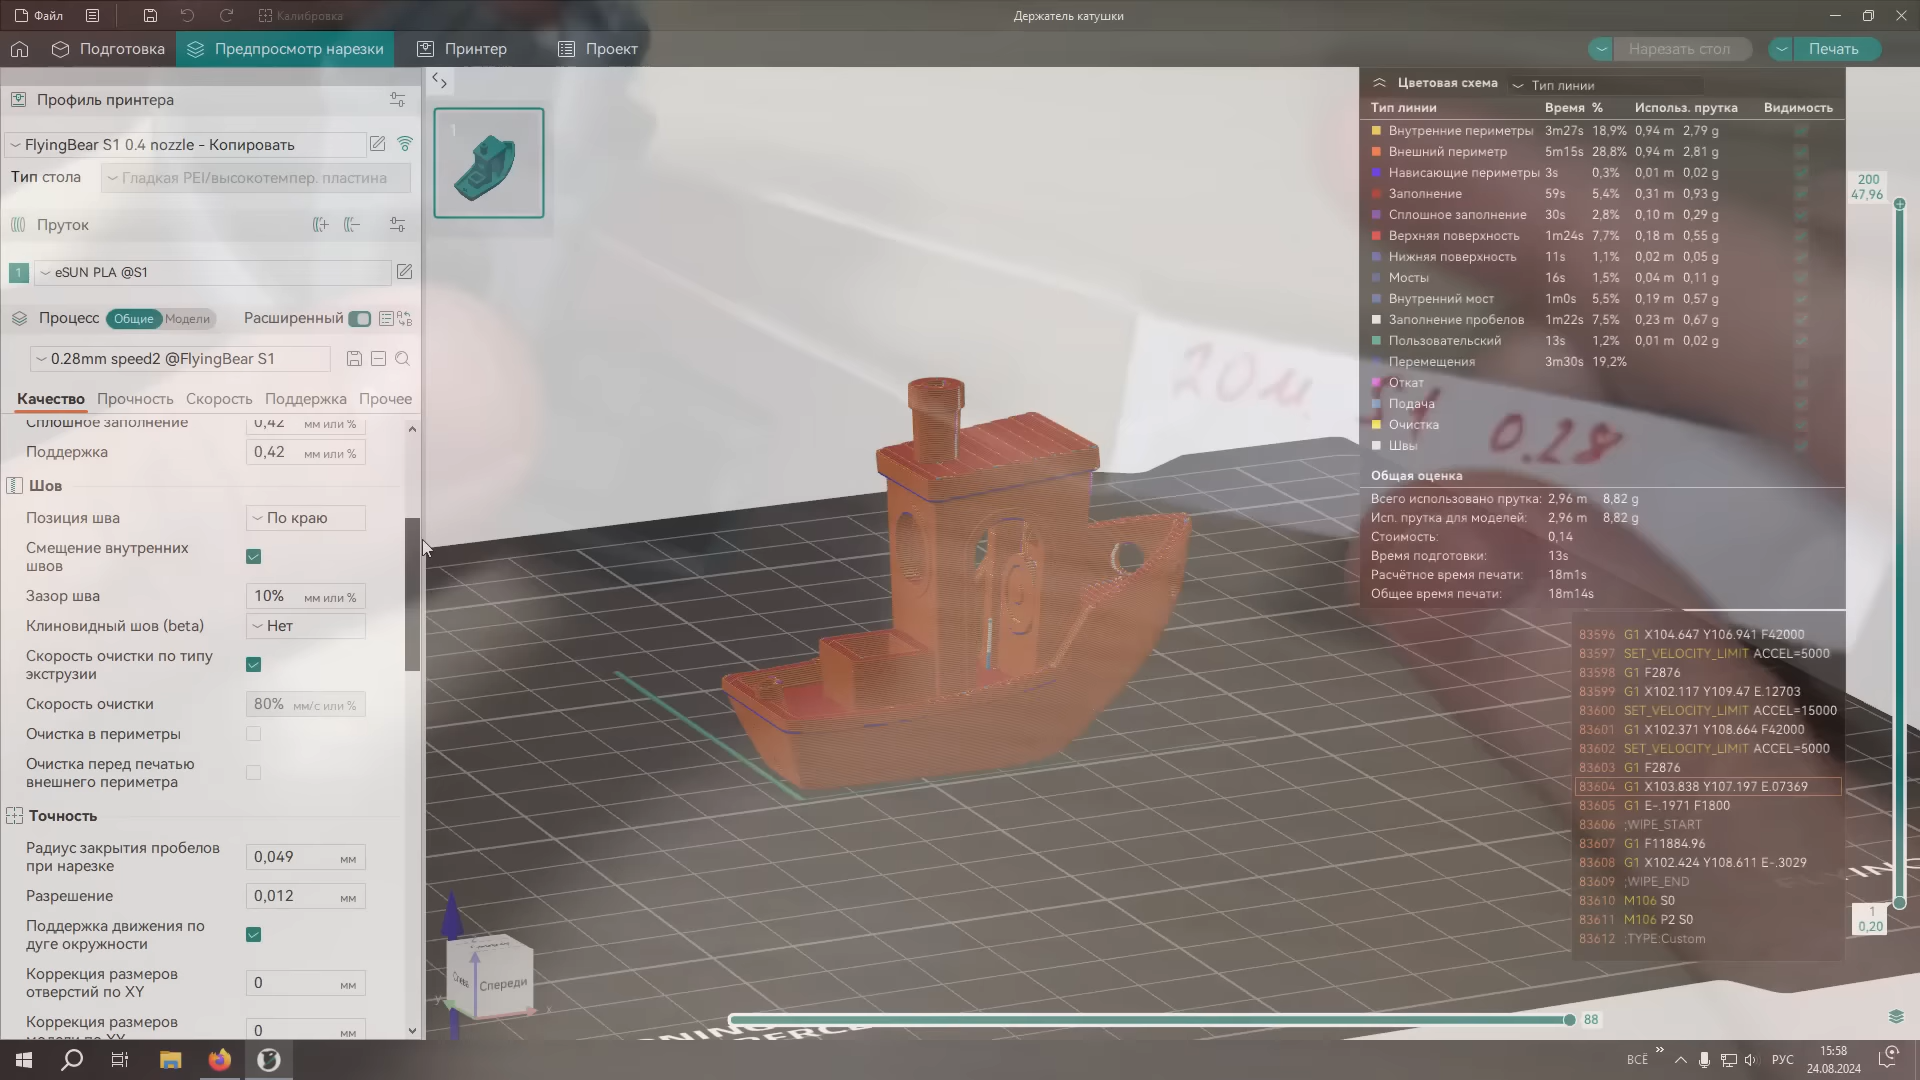 Файл
Калибровка
Держатель катушки
Подготовка
Предпросмотр нарезки
Принтер
Проект
Нарезать стол
Печать
Профиль принтера
FlyingBear S1 0.4 nozzle - Копировать
Тип стола
Гладкая PEI/высокотемпер. пластина
Пруток
1
eSUN PLA @S1
Процесс
Общие
Модели
Расширенный
0.28mm speed2 @FlyingBear S1
Качество
Прочность
Скорость
Поддержка
Прочее
Сплошное заполнение 0,42 мм или %
Поддержка 0,42 мм или %
Шов
Позиция шва По краю
Смещение внутренних
швов
Зазор шва 10% мм или %
Клиновидный шов (beta) Нет
Скорость очистки по типу
экструзии
Скорость очистки 80% мм/с или %
Очистка в периметры
Очистка перед печатью
внешнего периметра
Точность
Радиус закрытия пробелов
при нарезке 0,049 мм
Разрешение 0,012 мм
Поддержка движения по
дуге окружности
Коррекция размеров
отверстий по XY 0 мм
Коррекция размеров
модели по XY 0 мм
1
20м.
S1 0.28
Спереди
Слева
88
Цветовая схема Тип линии
Тип линии Время % Использ. прутка Видимость
Внутренние периметры 3m27s 18,9% 0,94 m 2,79 g
Внешний периметр 5m15s 28,8% 0,94 m 2,81 g
Нависающие периметры 3s 0,3% 0,01 m 0,02 g
Заполнение 59s 5,4% 0,31 m 0,93 g
Сплошное заполнение 30s 2,8% 0,10 m 0,29 g
Верхняя поверхность 1m24s 7,7% 0,18 m 0,55 g
Нижняя поверхность 11s 1,1% 0,02 m 0,05 g
Мосты 16s 1,5% 0,04 m 0,11 g
Внутренний мост 1m0s 5,5% 0,19 m 0,57 g
Заполнение пробелов 1m22s 7,5% 0,23 m 0,67 g
Пользовательский 13s 1,2% 0,01 m 0,02 g
Перемещения 3m30s 19,2%
Откат
Подача
Очистка
Швы
Общая оценка
Всего использовано прутка: 2,96 m 8,82 g
Исп. прутка для моделей: 2,96 m 8,82 g
Стоимость: 0,14
Время подготовки: 13s
Расчётное время печати: 18m1s
Общее время печати: 18m14s
200
47,96
83596 G1 X104.647 Y106.941 F42000
83597 SET_VELOCITY_LIMIT ACCEL=5000
83598 G1 F2876
83599 G1 X102.117 Y109.47 E.12703
83600 SET_VELOCITY_LIMIT ACCEL=15000
83601 G1 X102.371 Y108.664 F42000
83602 SET_VELOCITY_LIMIT ACCEL=5000
83603 G1 F2876
83604 G1 X103.838 Y107.197 E.07369
83605 G1 E-.1971 F1800
83606 ;WIPE_START
83607 G1 F11884.96
83608 G1 X102.424 Y108.611 E-.3029
83609 ;WIPE_END
83610 M106 S0
83611 M106 P2 S0
83612 ;TYPE:Custom
1
0,20
ВСЁ
РУС
15:58
24.08.2024